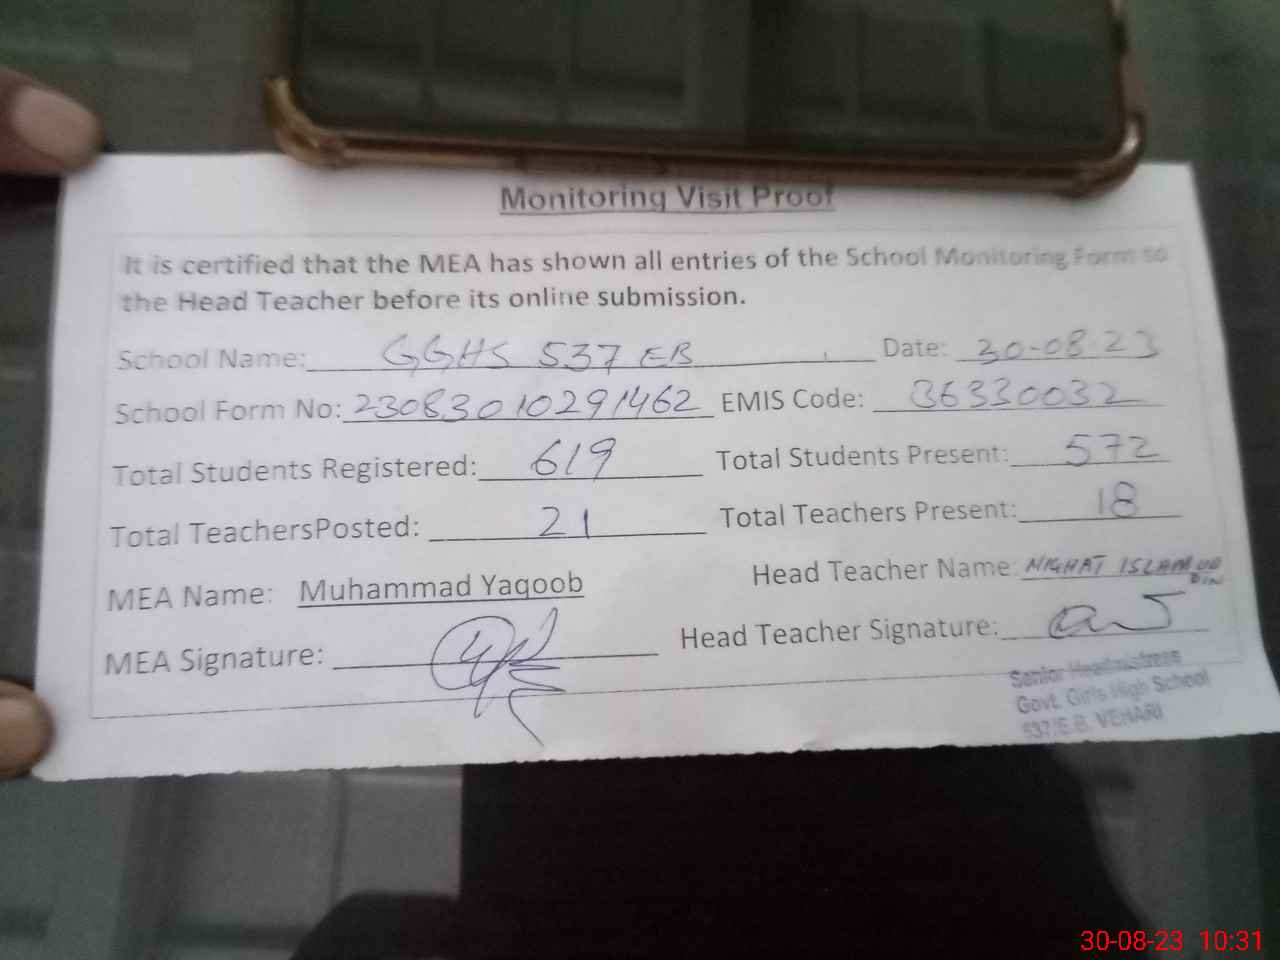 Monitoring Visit Proof
It is certified that the MEA has shown all entries of the School Monitoring Form to
the Head Teacher before its online submission.
School Name: GGHS 537 EB Date: 30-08-23
School Form No: 23083010291462 EMIS Code: 36330032
Total Students Registered: 619 Total Students Present: 572
Total TeachersPosted: 21 Total Teachers Present: 18
MEA Name: Muhammad Yaqoob Head Teacher Name: NIGHAT ISLAM UD DIN
MEA Signature: Head Teacher Signature:
Senior Headmistress
Govt. Girls High School
537/E.B, VEHARI
30-08-23 10:31